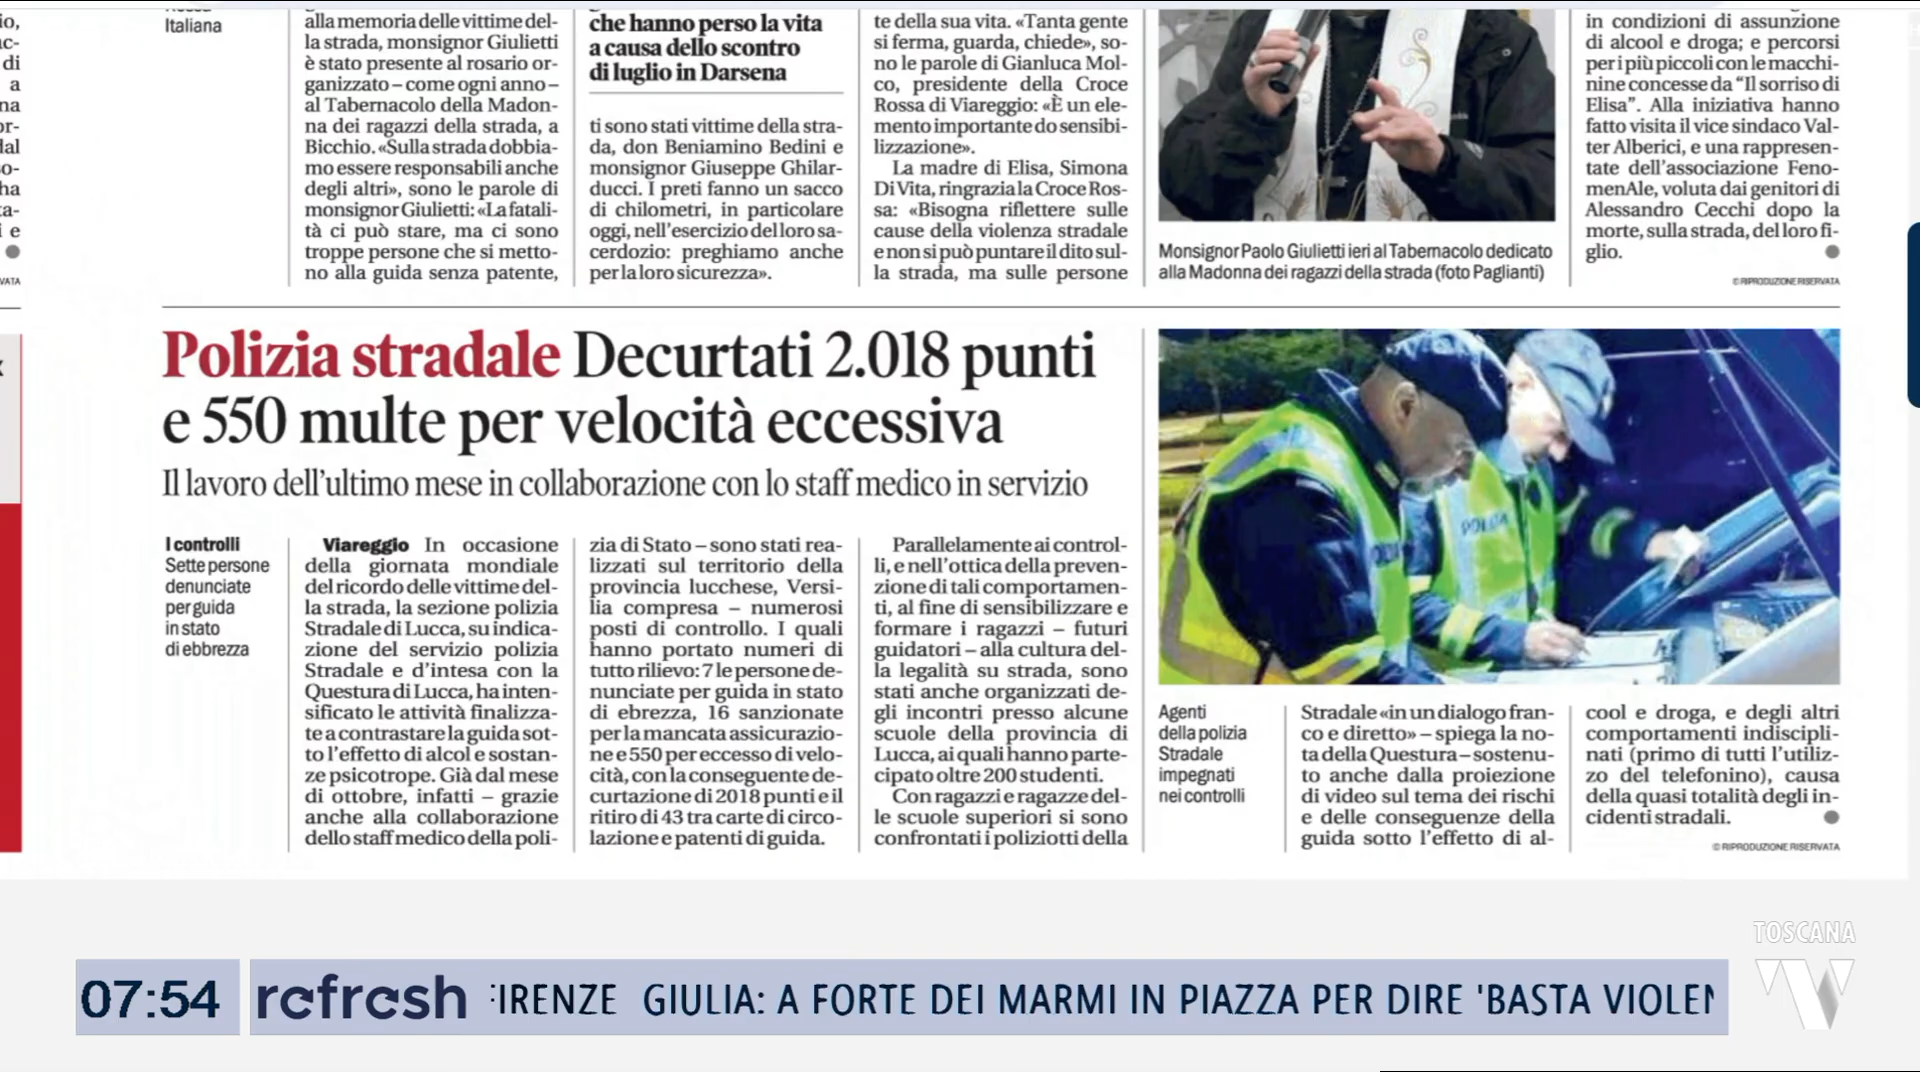 io,
ac-
di
a
na
or-
dal
so-
ha
ta-
i e
VATA
Italiana
alla memoria delle vittime del-
la strada, monsignor Giulietti
è stato presente al rosario or-
ganizzato – come ogni anno –
al Tabernacolo della Madon-
na dei ragazzi della strada, a
Bicchio. «Sulla strada dobbia-
mo essere responsabili anche
degli altri», sono le parole di
monsignor Giulietti: «La fatali-
tà ci può stare, ma ci sono
troppe persone che si metto-
no alla guida senza patente,
che hanno perso la vita
a causa dello scontro
di luglio in Darsena
ti sono stati vittime della stra-
da, don Beniamino Bedini e
monsignor Giuseppe Ghilar-
ducci. I preti fanno un sacco
di chilometri, in particolare
oggi, nell'esercizio del loro sa-
cerdozio: preghiamo anche
per la loro sicurezza».
te della sua vita. «Tanta gente
si ferma, guarda, chiede», so-
no le parole di Gianluca Mol-
co, presidente della Croce
Rossa di Viareggio: «È un ele-
mento importante do sensibi-
lizzazione».
La madre di Elisa, Simona
Di Vita, ringrazia la Croce Ros-
sa: «Bisogna riflettere sulle
cause della violenza stradale
e non si può puntare il dito sul-
la strada, ma sulle persone
Monsignor Paolo Giulietti ieri al Tabernacolo dedicato
alla Madonna dei ragazzi della strada (foto Paglianti)
in condizioni di assunzione
di alcool e droga; e percorsi
per i più piccoli con le macchi-
nine concesse da “Il sorriso di
Elisa”. Alla iniziativa hanno
fatto visita il vice sindaco Val-
ter Alberici, e una rappresen-
tate dell'associazione Feno-
menAle, voluta dai genitori di
Alessandro Cecchi dopo la
morte, sulla strada, del loro fi-
glio.
© RIPRODUZIONE RISERVATA
Polizia stradale Decurtati 2.018 punti
e 550 multe per velocità eccessiva
Il lavoro dell'ultimo mese in collaborazione con lo staff medico in servizio
I controlli
Sette persone
denunciate
per guida
in stato
di ebbrezza
Viareggio In occasione
della giornata mondiale
del ricordo delle vittime del-
la strada, la sezione polizia
Stradale di Lucca, su indica-
zione del servizio polizia
Stradale e d'intesa con la
Questura di Lucca, ha inten-
sificato le attività finalizza-
te a contrastare la guida sot-
to l'effetto di alcol e sostan-
ze psicotrope. Già dal mese
di ottobre, infatti – grazie
anche alla collaborazione
dello staff medico della poli-
zia di Stato – sono stati rea-
lizzati sul territorio della
provincia lucchese, Versi-
lia compresa – numerosi
posti di controllo. I quali
hanno portato numeri di
tutto rilievo: 7 le persone de-
nunciate per guida in stato
di ebrezza, 16 sanzionate
per la mancata assicurazio-
ne e 550 per eccesso di velo-
cità, con la conseguente de-
curtazione di 2018 punti e il
ritiro di 43 tra carte di circo-
lazione e patenti di guida.
Parallelamente ai control-
li, e nell'ottica della preven-
zione di tali comportamen-
ti, al fine di sensibilizzare e
formare i ragazzi – futuri
guidatori – alla cultura del-
la legalità su strada, sono
stati anche organizzati de-
gli incontri presso alcune
scuole della provincia di
Lucca, ai quali hanno parte-
cipato oltre 200 studenti.
Con ragazzi e ragazze del-
le scuole superiori si sono
confrontati i poliziotti della
POLIZIA
Agenti
della polizia
Stradale
impegnati
nei controlli
Stradale «in un dialogo fran-
co e diretto» – spiega la no-
ta della Questura – sostenu-
to anche dalla proiezione
di video sul tema dei rischi
e delle conseguenze della
guida sotto l'effetto di al-
cool e droga, e degli altri
comportamenti indiscipli-
nati (primo di tutti l'utiliz-
zo del telefonino), causa
della quasi totalità degli in-
cidenti stradali.
© RIPRODUZIONE RISERVATA
TOSCANA
TV
07:54 refresh FIRENZE GIULIA: A FORTE DEI MARMI IN PIAZZA PER DIRE 'BASTA VIOLEN